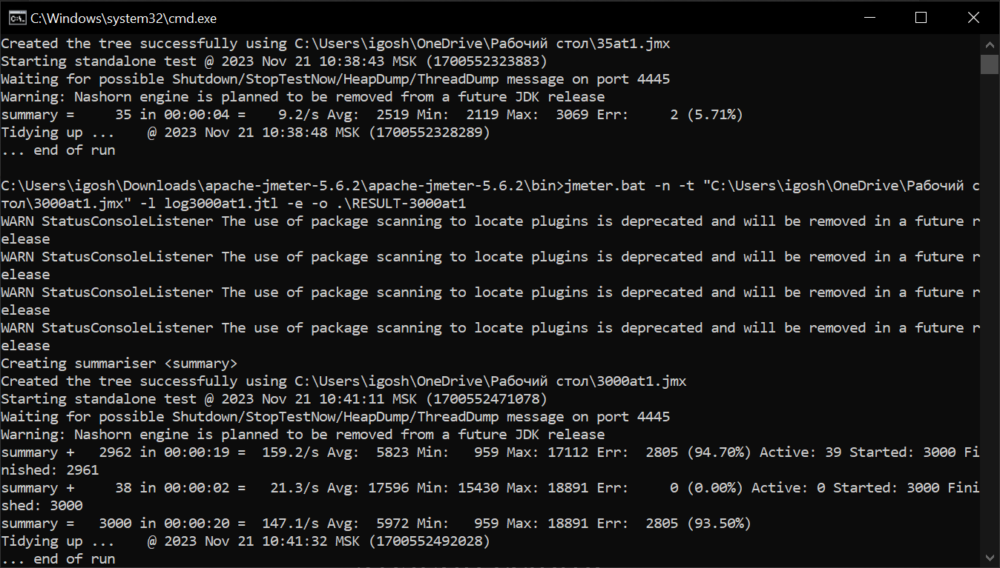 C:\Windows\system32\cmd.exe
Created the tree successfully using C:\Users\igosh\OneDrive\Рабочий стол\35at1.jmx
Starting standalone test @ 2023 Nov 21 10:38:43 MSK (1700552323883)
Waiting for possible Shutdown/StopTestNow/HeapDump/ThreadDump message on port 4445
Warning: Nashorn engine is planned to be removed from a future JDK release
summary =     35 in 00:00:04 =    9.2/s Avg:  2519 Min:  2119 Max:  3069 Err:     2 (5.71%)
Tidying up ...    @ 2023 Nov 21 10:38:48 MSK (1700552328289)
... end of run
C:\Users\igosh\Downloads\apache-jmeter-5.6.2\apache-jmeter-5.6.2\bin>jmeter.bat -n -t "C:\Users\igosh\OneDrive\Рабочий с
тол\3000at1.jmx" -l log3000at1.jtl -e -o .\RESULT-3000at1
WARN StatusConsoleListener The use of package scanning to locate plugins is deprecated and will be removed in a future r
elease
WARN StatusConsoleListener The use of package scanning to locate plugins is deprecated and will be removed in a future r
elease
WARN StatusConsoleListener The use of package scanning to locate plugins is deprecated and will be removed in a future r
elease
WARN StatusConsoleListener The use of package scanning to locate plugins is deprecated and will be removed in a future r
elease
Creating summariser <summary>
Created the tree successfully using C:\Users\igosh\OneDrive\Рабочий стол\3000at1.jmx
Starting standalone test @ 2023 Nov 21 10:41:11 MSK (1700552471078)
Waiting for possible Shutdown/StopTestNow/HeapDump/ThreadDump message on port 4445
Warning: Nashorn engine is planned to be removed from a future JDK release
summary +   2962 in 00:00:19 =  159.2/s Avg:  5823 Min:   959 Max: 17112 Err:  2805 (94.70%) Active: 39 Started: 3000 Fi
nished: 2961
summary +     38 in 00:00:02 =   21.3/s Avg: 17596 Min: 15430 Max: 18891 Err:     0 (0.00%) Active: 0 Started: 3000 Fini
shed: 3000
summary =   3000 in 00:00:20 =  147.1/s Avg:  5972 Min:   959 Max: 18891 Err:  2805 (93.50%)
Tidying up ...    @ 2023 Nov 21 10:41:32 MSK (1700552492028)
... end of run